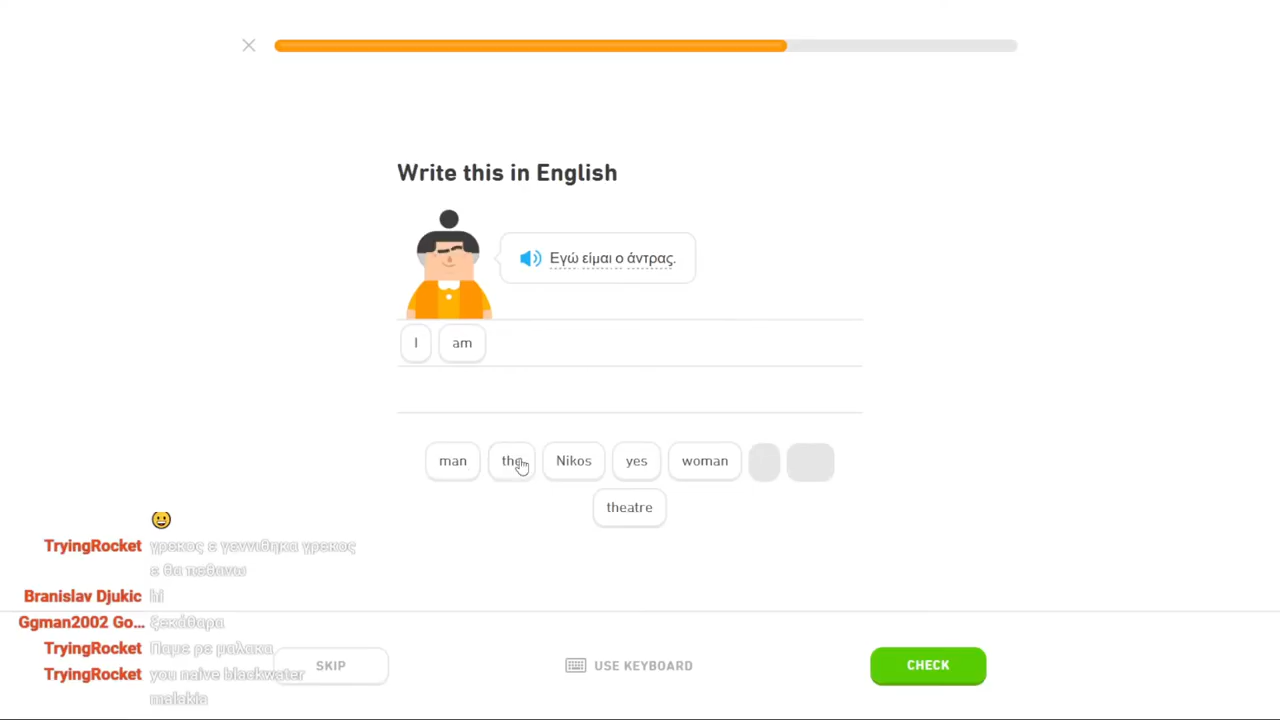 Write this in English
Εγώ είμαι ο άντρας.
I am
man the Nikos yes woman
theatre
TryingRocket γρεκος ε γεννιθηκα γρεκος
ε θα πεθανω
Branislav Djukic hi
Ggman2002 Go... ξεκάθαρα
TryingRocket Παμε ρε μαλακα
TryingRocket you naive blackwater
malakia
SKIP USE KEYBOARD CHECK